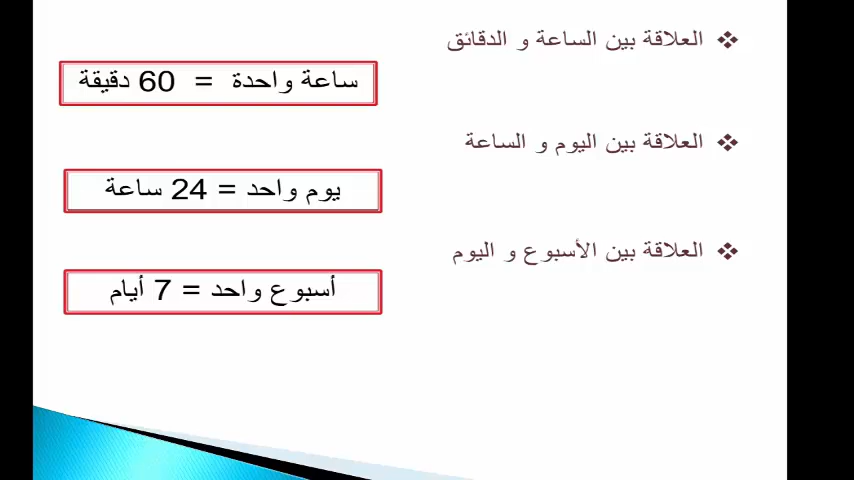 ❖ العلاقة بين الساعة و الدقائق
ساعة واحدة = 60 دقيقة
❖ العلاقة بين اليوم و الساعة
يوم واحد = 24 ساعة
❖ العلاقة بين الأسبوع و اليوم
أسبوع واحد = 7 أيام